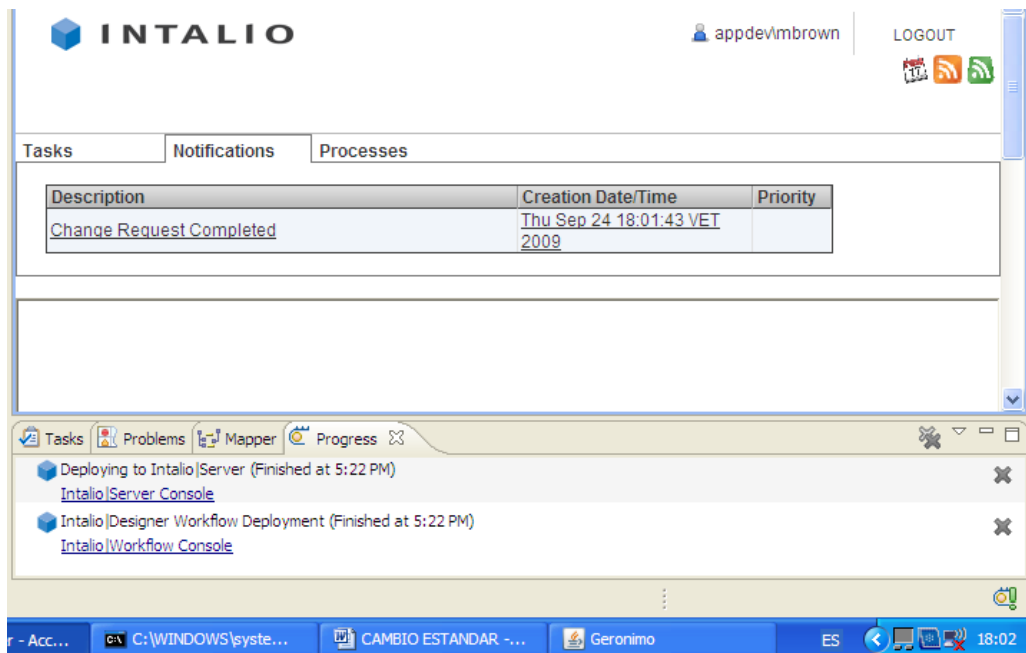 INTALIO
appdev\mbrown
LOGOUT
17
Tasks Notifications Processes
Description Creation Date/Time Priority
Change Request Completed Thu Sep 24 18:01:43 VET
2009
Tasks Problems Mapper Progress
Deploying to Intalio|Server (Finished at 5:22 PM)
Intalio|Server Console
Intalio|Designer Workflow Deployment (Finished at 5:22 PM)
Intalio|Workflow Console
r - Acc... C:\WINDOWS\syste... CAMBIO ESTANDAR -... Geronimo ES 18:02